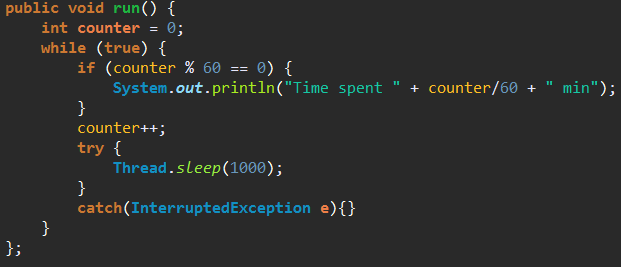 public void run() {
    int counter = 0;
    while (true) {
        if (counter % 60 == 0) {
            System.out.println("Time spent " + counter/60 + " min");
        }
        counter++;
        try {
            Thread.sleep(1000);
        }
        catch(InterruptedException e){}
    }
};